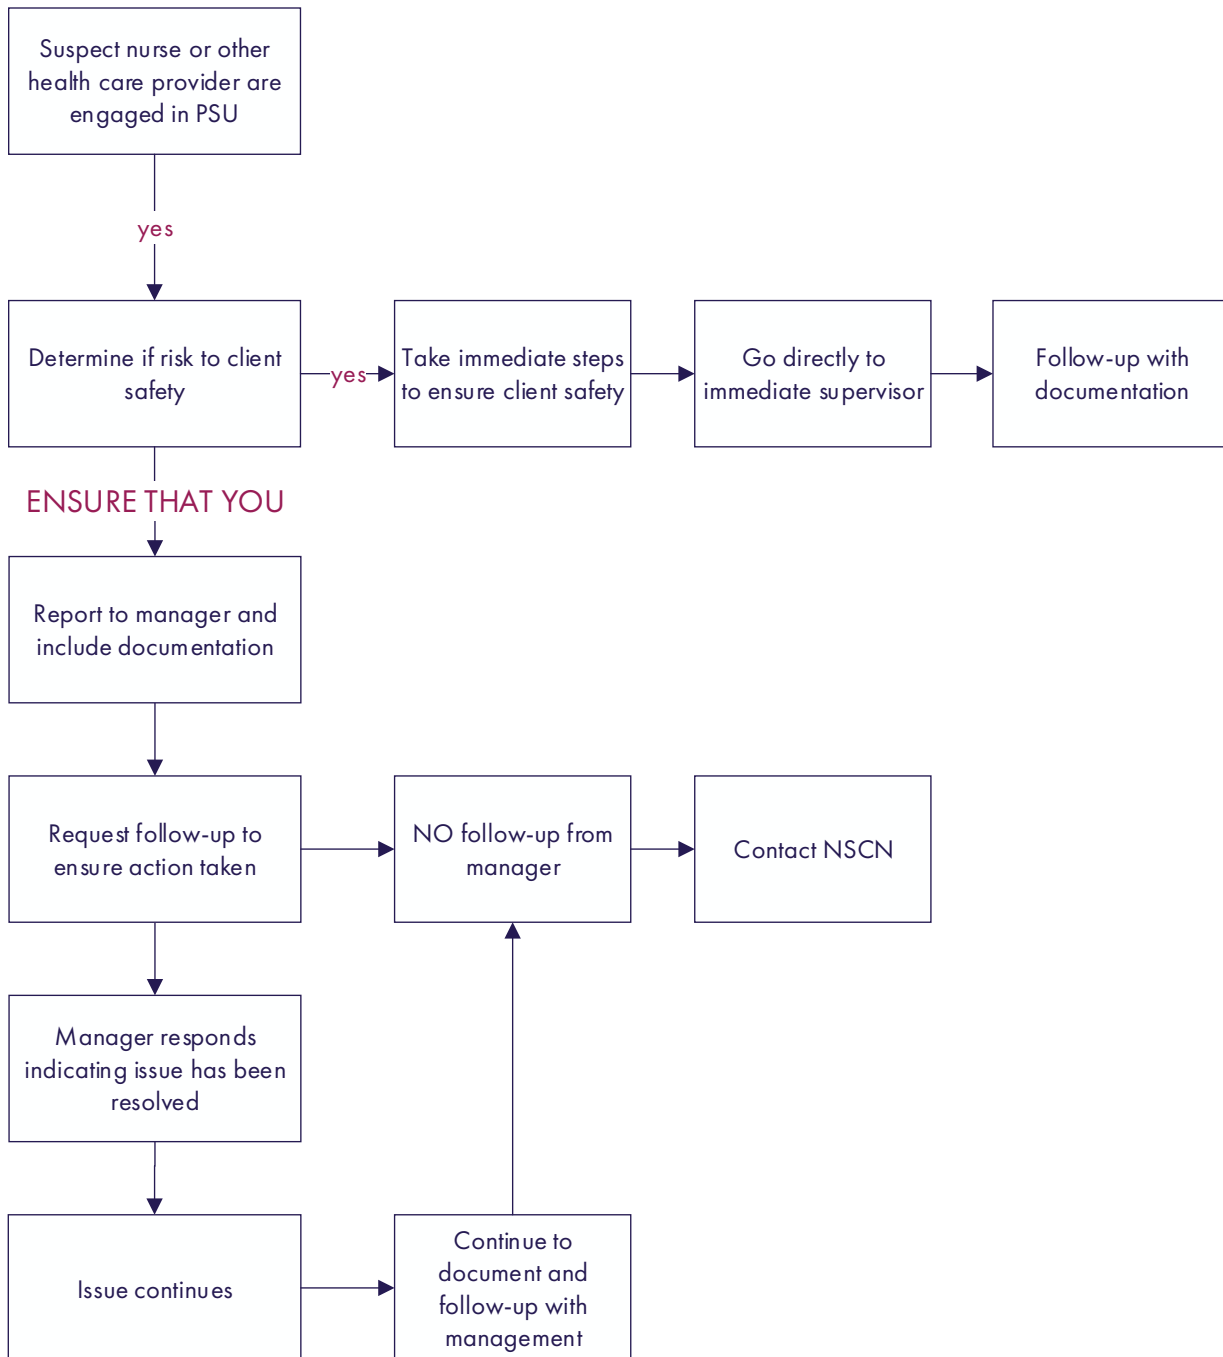 Suspect nurse or other
health care provider are
engaged in PSU
yes
Determine if risk to client
safety
yes
Take immediate steps
to ensure client safety
Go directly to
immediate supervisor
Follow-up with
documentation
ENSURE THAT YOU
Report to manager and
include documentation
Request follow-up to
ensure action taken
NO follow-up from
manager
Contact NSCN
Manager responds
indicating issue has been
resolved
Issue continues
Continue to
document and
follow-up with
management